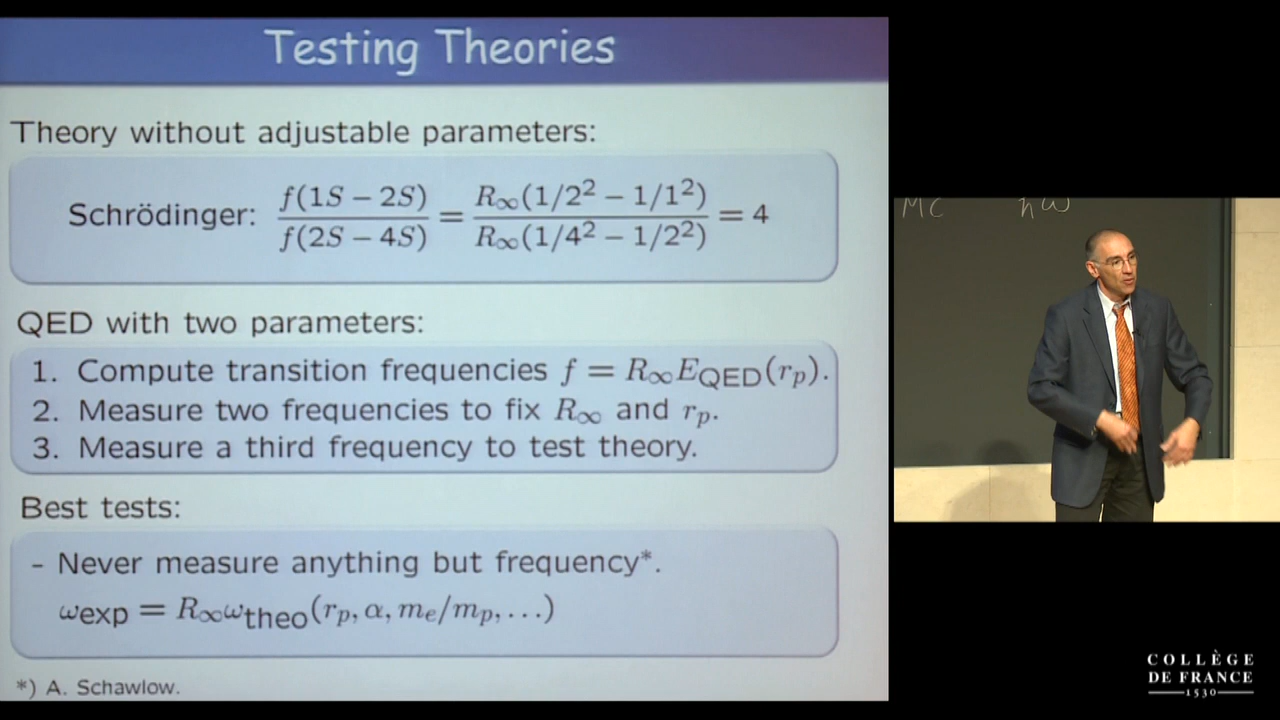 Testing Theories
Theory without adjustable parameters:
Schrödinger: f(1S − 2S)/f(2S − 4S) = R∞(1/2² − 1/1²)/R∞(1/4² − 1/2²) = 4
QED with two parameters:
1. Compute transition frequencies f = R∞E_QED(r_p).
2. Measure two frequencies to fix R∞ and r_p.
3. Measure a third frequency to test theory.
Best tests:
- Never measure anything but frequency*.
ω_exp = R∞ω_theo(r_p, α, m_e/m_p, ...)
*) A. Schawlow.
MC ħω
COLLÈGE
DE FRANCE
1530